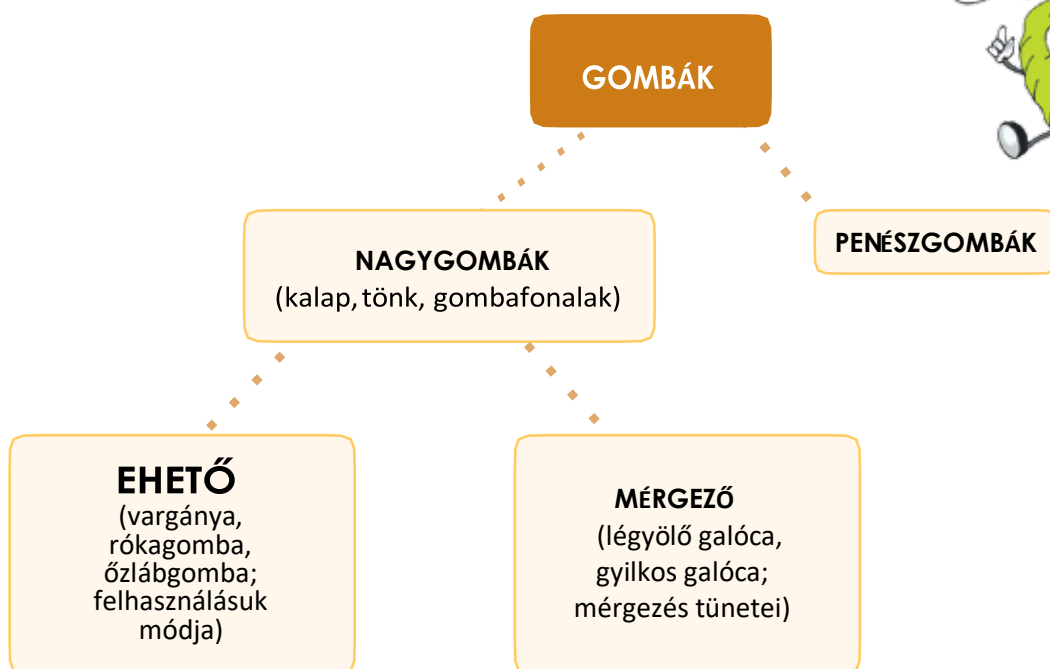 GOMBÁK
NAGYGOMBÁK
(kalap, tönk, gombafonalak)
PENÉSZGOMBÁK
EHETŐ
(vargánya,
rókagomba,
őzlábgomba;
felhasználásuk
módja)
MÉRGEZŐ
(légyölő galóca,
gyilkos galóca;
mérgezés tünetei)